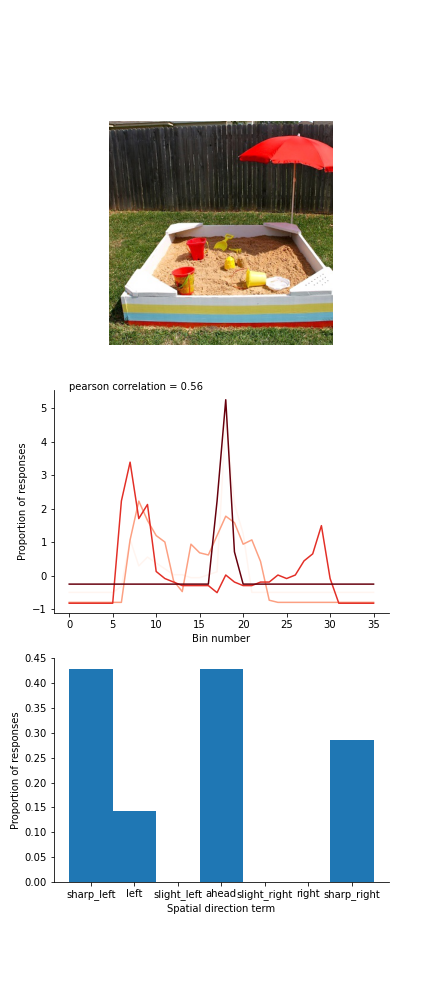 pearson correlation = 0.56
5
4
3
2
1
0
−1
Proportion of responses
0 5 10 15 20 25 30 35
Bin number
0.45
0.40
0.35
0.30
0.25
0.20
0.15
0.10
0.05
0.00
Proportion of responses
sharp_left left slight_left ahead slight_right right sharp_right
Spatial direction term